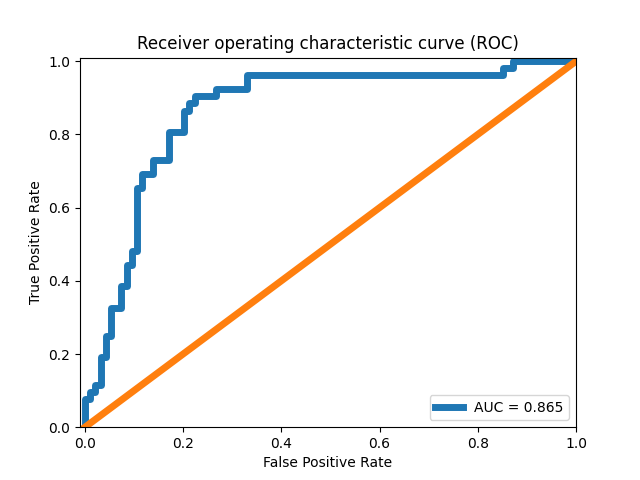 Receiver operating characteristic curve (ROC)
1.0
0.8
0.6
0.4
0.2
0.0
True Positive Rate
0.0 0.2 0.4 0.6 0.8 1.0
False Positive Rate
AUC = 0.865